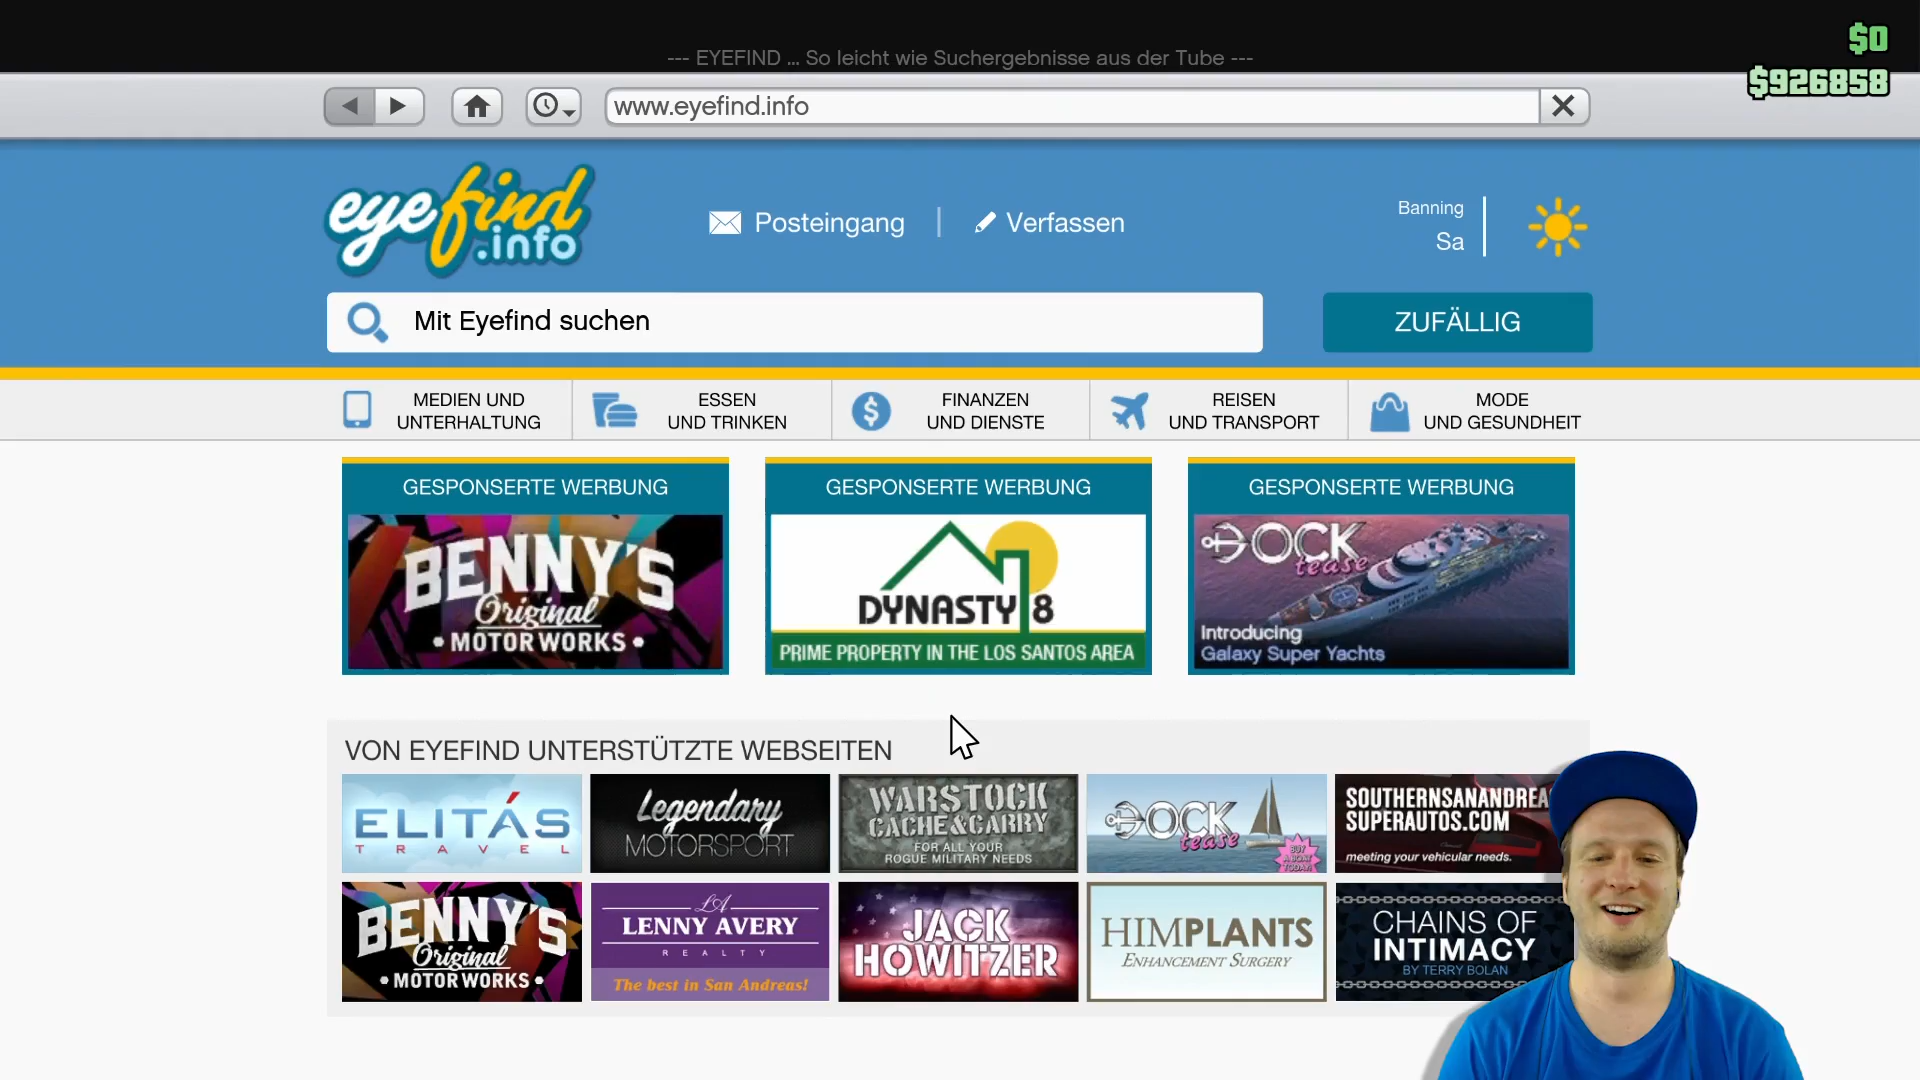 $0
--- EYEFIND ... So leicht wie Suchergebnisse aus der Tube ---
$926858
www.eyefind.info
eyefind
.info
Posteingang
Verfassen
Banning
Sa
Mit Eyefind suchen
ZUFÄLLIG
MEDIEN UND
UNTERHALTUNG
ESSEN
UND TRINKEN
FINANZEN
UND DIENSTE
REISEN
UND TRANSPORT
MODE
UND GESUNDHEIT
GESPONSERTE WERBUNG
BENNY'S
Original
MOTOR WORKS
GESPONSERTE WERBUNG
DYNASTY 8
PRIME PROPERTY IN THE LOS SANTOS AREA
GESPONSERTE WERBUNG
DOCK
tease
Introducing
Galaxy Super Yachts
VON EYEFIND UNTERSTÜTZTE WEBSEITEN
ELITÁS
TRAVEL
Legendary
MOTORSPORT
WARSTOCK
CACHE&CARRY
FOR ALL YOUR
ROGUE MILITARY NEEDS
DOCK
tease
BUY
A BOAT
TODAY!
SOUTHERNSANANDREA
SUPERAUTOS.COM
meeting your vehicular needs.
BENNY'S
Original
MOTOR WORKS
LA
LENNY AVERY
REALTY
The best in San Andreas!
JACK
HOWITZER
HIMPLANTS
ENHANCEMENT SURGERY
CHAINS OF
INTIMACY
BY TERRY BOLAN